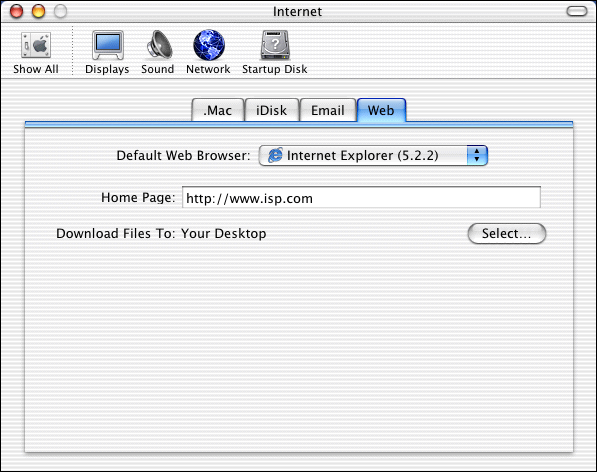 Internet
Show All Displays Sound Network Startup Disk
.Mac iDisk Email Web
Default Web Browser: Internet Explorer (5.2.2)
Home Page: http://www.isp.com
Download Files To: Your Desktop Select...